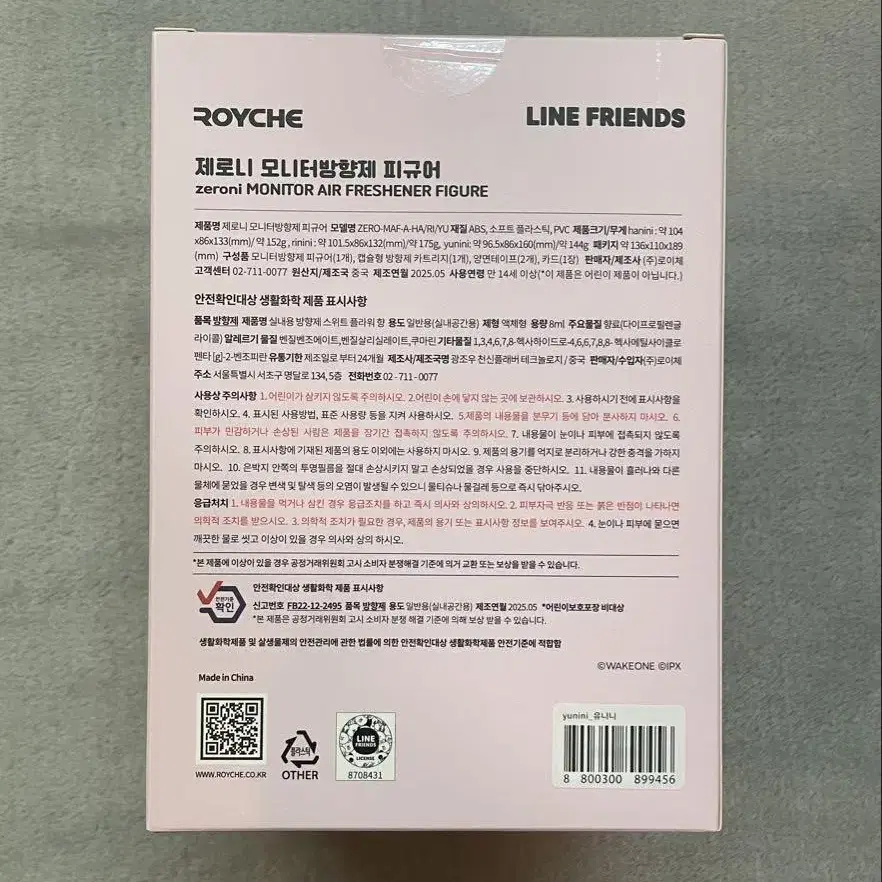 ROYCHE
LINE FRIENDS
제로니 모니터방향제 피규어
zeroni MONITOR AIR FRESHENER FIGURE
제품명 제로니 모니터방향제 피규어 모델명 ZERO-MAF-A-HA/RI/YU 재질 ABS, 소프트 플라스틱, PVC 제품크기/무게 hanini : 약 104
x86x133(mm)/ 약 152g , rinini : 약 101.5x86x132(mm)/약 175g, yunini: 약 96.5x86x160(mm)/약 144g 패키지 약 136x110x189
(mm) 구성품 모니터방향제 피규어(1개), 캡슐형 방향제 카트리지(1개), 양면테이프(2개), 카드(1장) 판매자/제조사 (주)로이체
고객센터 02-711-0077 원산지/제조국 중국 제조연월 2025.05 사용연령 만 14세 이상(*이 제품은 어린이 제품이 아닙니다.)
안전확인대상 생활화학 제품 표시사항
품목 방향제 제품명 실내용 방향제 스위트 플라워 향 용도 일반용(실내공간용) 제형 액체형 용량 8ml 주요물질 향료(다이프로필렌글
라이콜) 알레르기 물질 벤질벤조에이트,벤질살리실레이트,쿠마린 기타물질 1,3,4,6,7,8-헥사하이드로-4,6,6,7,8,8- 헥사메틸사이클로
펜타 [g]-2-벤조피란 유통기한 제조일로 부터 24개월 제조사/제조국명 광조우 천신플래버 테크놀로지 / 중국 판매자/수입자 (주)로이체
주소 서울특별시 서초구 명달로 134, 5층 전화번호 02 - 711 - 0077
사용상 주의사항 1. 어린이가 삼키지 않도록 주의하십시오. 2.어린이 손에 닿지 않는 곳에 보관하십시오. 3. 사용하시기 전에 표시사항을
확인하십시오. 4. 표시된 사용방법, 표준 사용량 등을 지켜 사용하십시오. 5.제품의 내용물을 분무기 등에 담아 분사하지 마시오. 6.
피부가 민감하거나 손상된 사람은 제품을 장기간 접촉하지 않도록 주의하십시오. 7. 내용물이 눈이나 피부에 접촉되지 않도록
주의하시오. 8. 표시사항에 기재된 제품의 용도 이외에는 사용하지 마시오. 9. 제품의 용기를 억지로 분리하거나 강한 충격을 가하지
마시오. 10. 은박지 안쪽의 투명필름을 절대 손상시키지 말고 손상되었을 경우 사용을 중단하시오. 11. 내용물이 흘러나와 다른
물체에 묻었을 경우 변색 및 탈색 등의 오염이 발생될 수 있으니 물티슈나 물걸레 등으로 즉시 닦아주시오.
응급처치 1. 내용물을 먹거나 삼킨 경우 응급조치를 하고 즉시 의사와 상의하십시오. 2. 피부자극 반응 또는 붉은 반점이 나타나면
의학적 조치를 받으시오. 3. 의학적 조치가 필요한 경우, 제품의 용기 또는 표시사항 정보를 보여주시오. 4. 눈이나 피부에 묻으면
깨끗한 물로 씻고 이상이 있을 경우 의사와 상의 하시오.
*본 제품에 이상이 있을 경우 공정거래위원회 고시 소비자 분쟁해결 기준에 의거 교환 또는 보상을 받을 수 있습니다.
안전기준
확인
안전확인대상 생활화학 제품 표시사항
신고번호 FB22-12-2495 품목 방향제 용도 일반용(실내공간용) 제조연월 2025.05 *어린이보호포장 비대상
*본 제품은 공정거래위원회 고시 소비자 분쟁 해결 기준에 의해 보상 받을 수 있습니다.
생활화학제품 및 살생물제의 안전관리에 관한 법률에 의한 안전확인대상 생활화학제품 안전기준에 적합함
©WAKEONE ©IPX
Made in China
WWW.ROYCHE.CO.KR
플라스틱
OTHER
LINE
FRIENDS
LICENSE
8708431
yunini_유니니
8 800300 899456